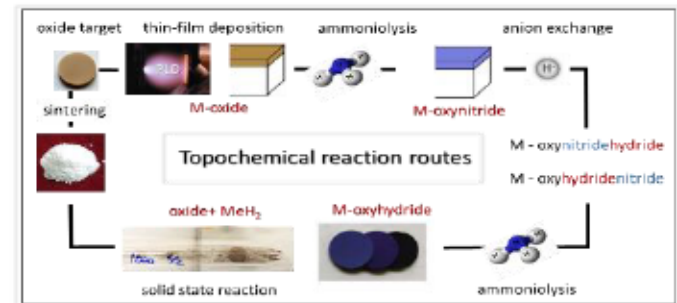 oxide target
thin-film deposition
ammoniolysis
anion exchange
PLD
H-
sintering
M-oxide
M-oxynitride
Topochemical reaction routes
M - oxynitridehydride
M - oxyhydridenitride
oxide+ MeH2
M-oxyhydride
solid state reaction
ammoniolysis